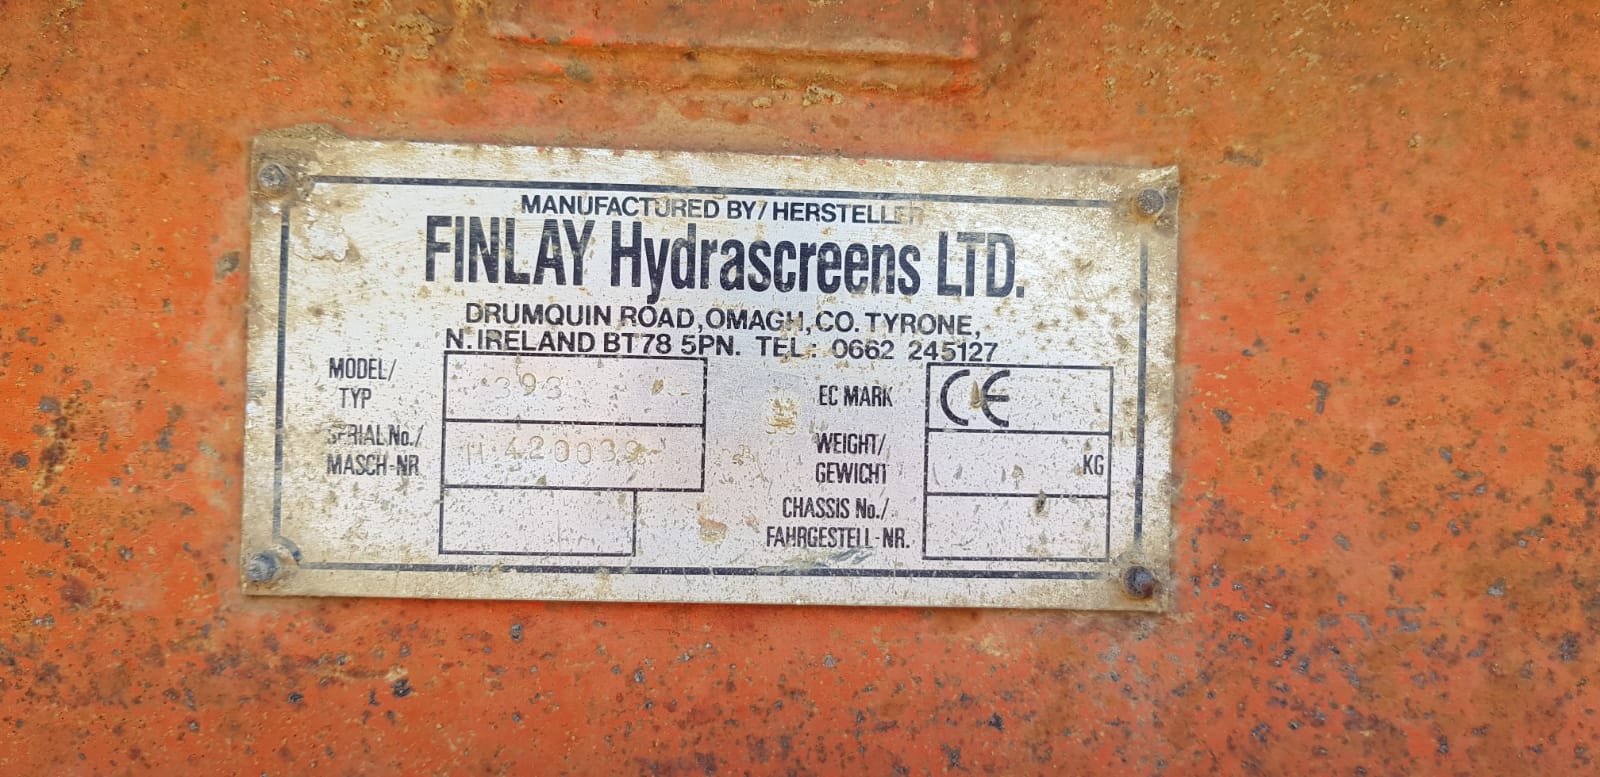 MANUFACTURED BY/HERSTELLER
FINLAY Hydrascreens LTD.
DRUMQUIN ROAD, OMAGH, CO. TYRONE,
N. IRELAND BT78 5PN. TEL: 0662 245127
MODEL/
TYP
393
SERIAL No./
MASCH-NR
EC MARK
CE
WEIGHT/
GEWICHT
KG
CHASSIS No./
FAHRGESTELL-NR.